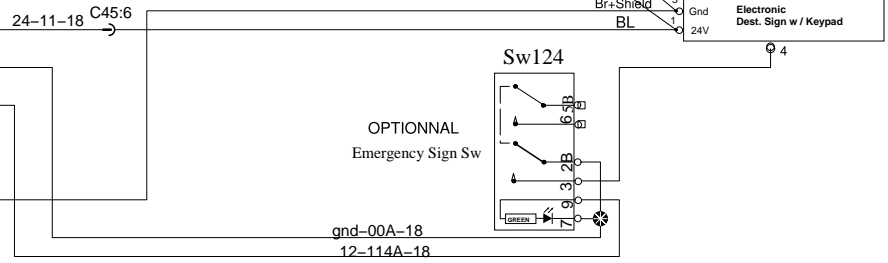 Br+Shield
3
Gnd
1
24V
Electronic
Dest. Sign w / Keypad
4
24-11-18
C45:6
BL
Sw124
5B
6
2B
3
9
7
GREEN
OPTIONNAL
Emergency Sign Sw
gnd-00A-18
12-114A-18